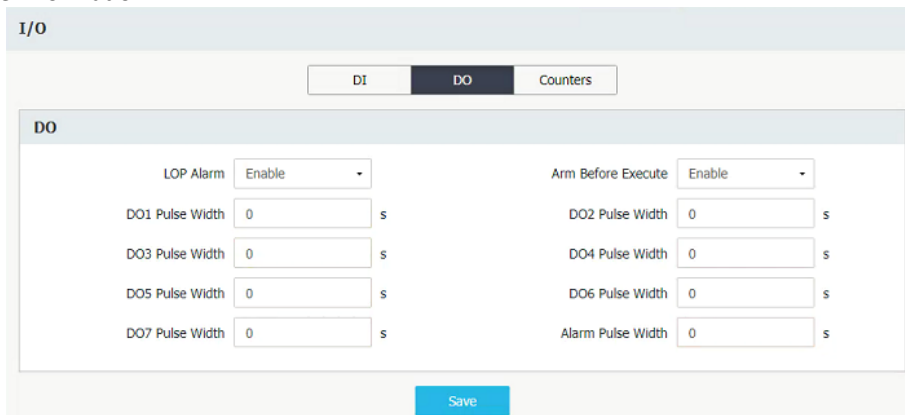 I/O
DI DO Counters
DO
LOP Alarm Enable Arm Before Execute Enable
DO1 Pulse Width 0 s DO2 Pulse Width 0 s
DO3 Pulse Width 0 s DO4 Pulse Width 0 s
DO5 Pulse Width 0 s DO6 Pulse Width 0 s
DO7 Pulse Width 0 s Alarm Pulse Width 0 s
Save